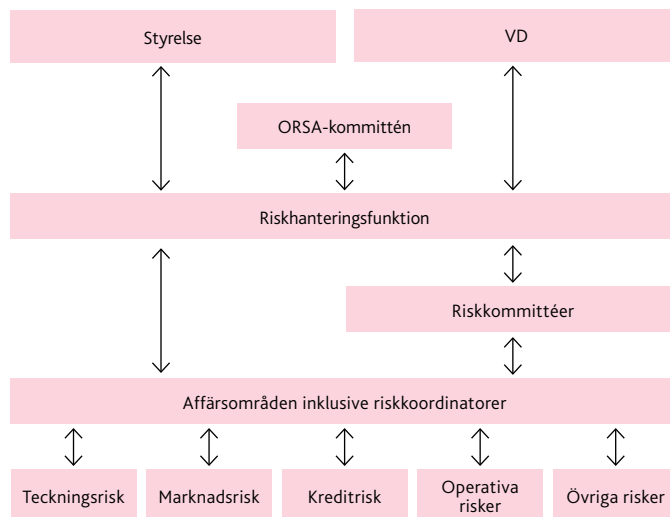 Styrelse
VD
ORSA-kommittén
Riskhanteringsfunktion
Riskkommittéer
Affärsområden inklusive riskkoordinatorer
Teckningsrisk
Marknadsrisk
Kreditrisk
Operativa
risker
Övriga risker